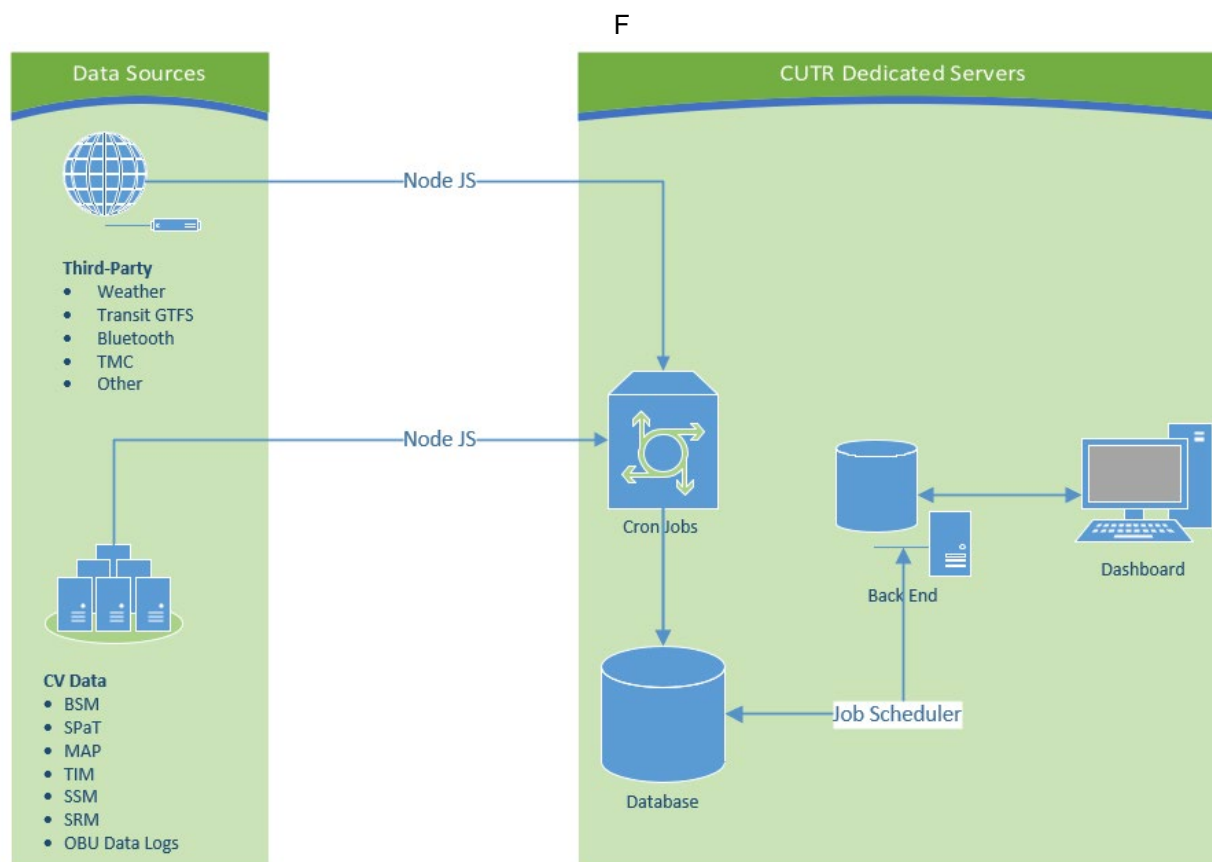 F
Data Sources
Third-Party
• Weather
• Transit GTFS
• Bluetooth
• TMC
• Other
CV Data
• BSM
• SPaT
• MAP
• TIM
• SSM
• SRM
• OBU Data Logs
Node JS
Node JS
CUTR Dedicated Servers
Cron Jobs
Back End
Dashboard
Job Scheduler
Database